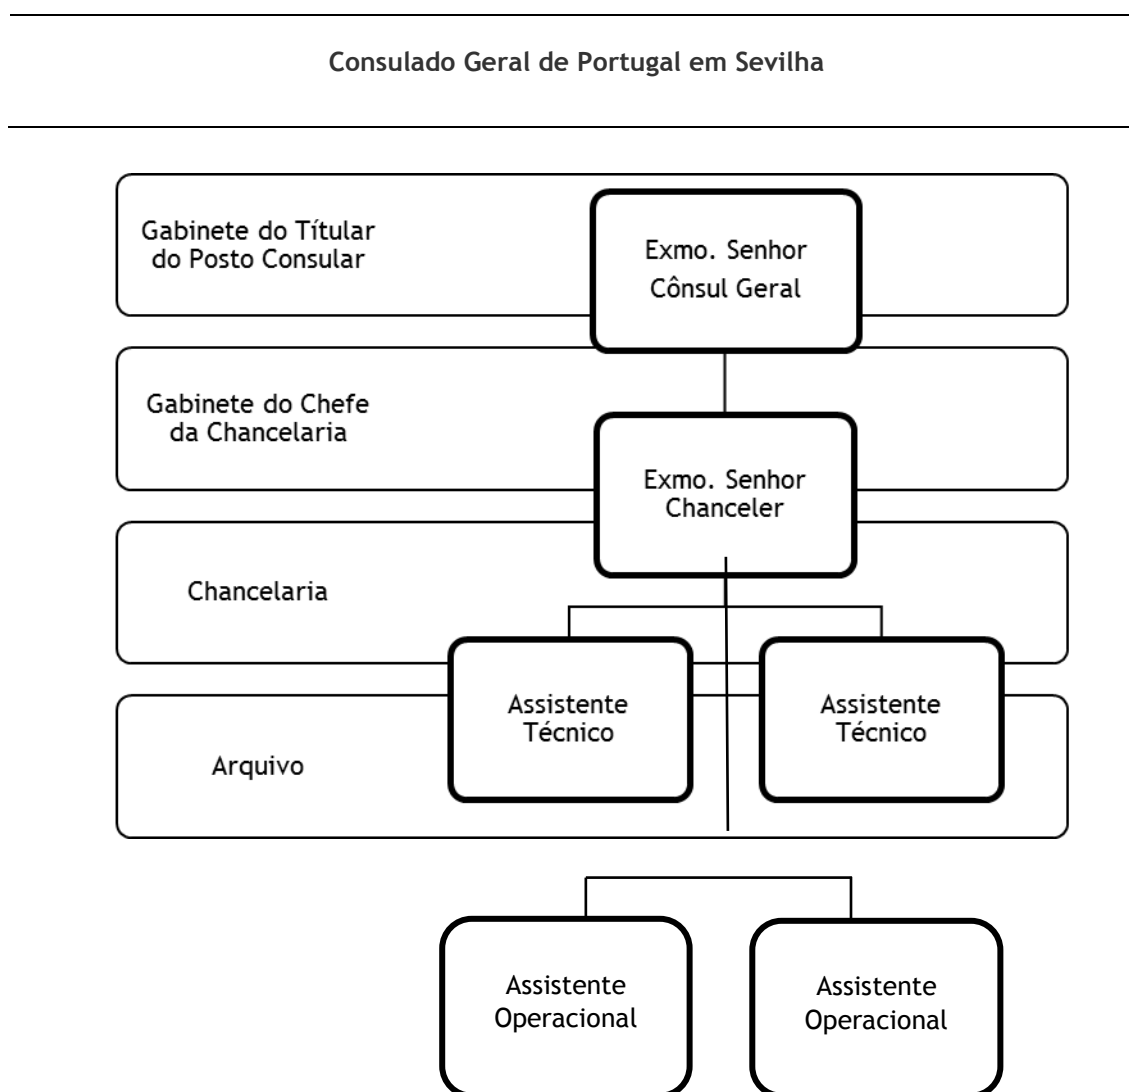 Consulado Geral de Portugal em Sevilha
Gabinete do Títular
do Posto Consular
Exmo. Senhor
Cônsul Geral
Gabinete do Chefe
da Chancelaria
Exmo. Senhor
Chanceler
Chancelaria
Assistente
Técnico
Assistente
Técnico
Arquivo
Assistente
Operacional
Assistente
Operacional